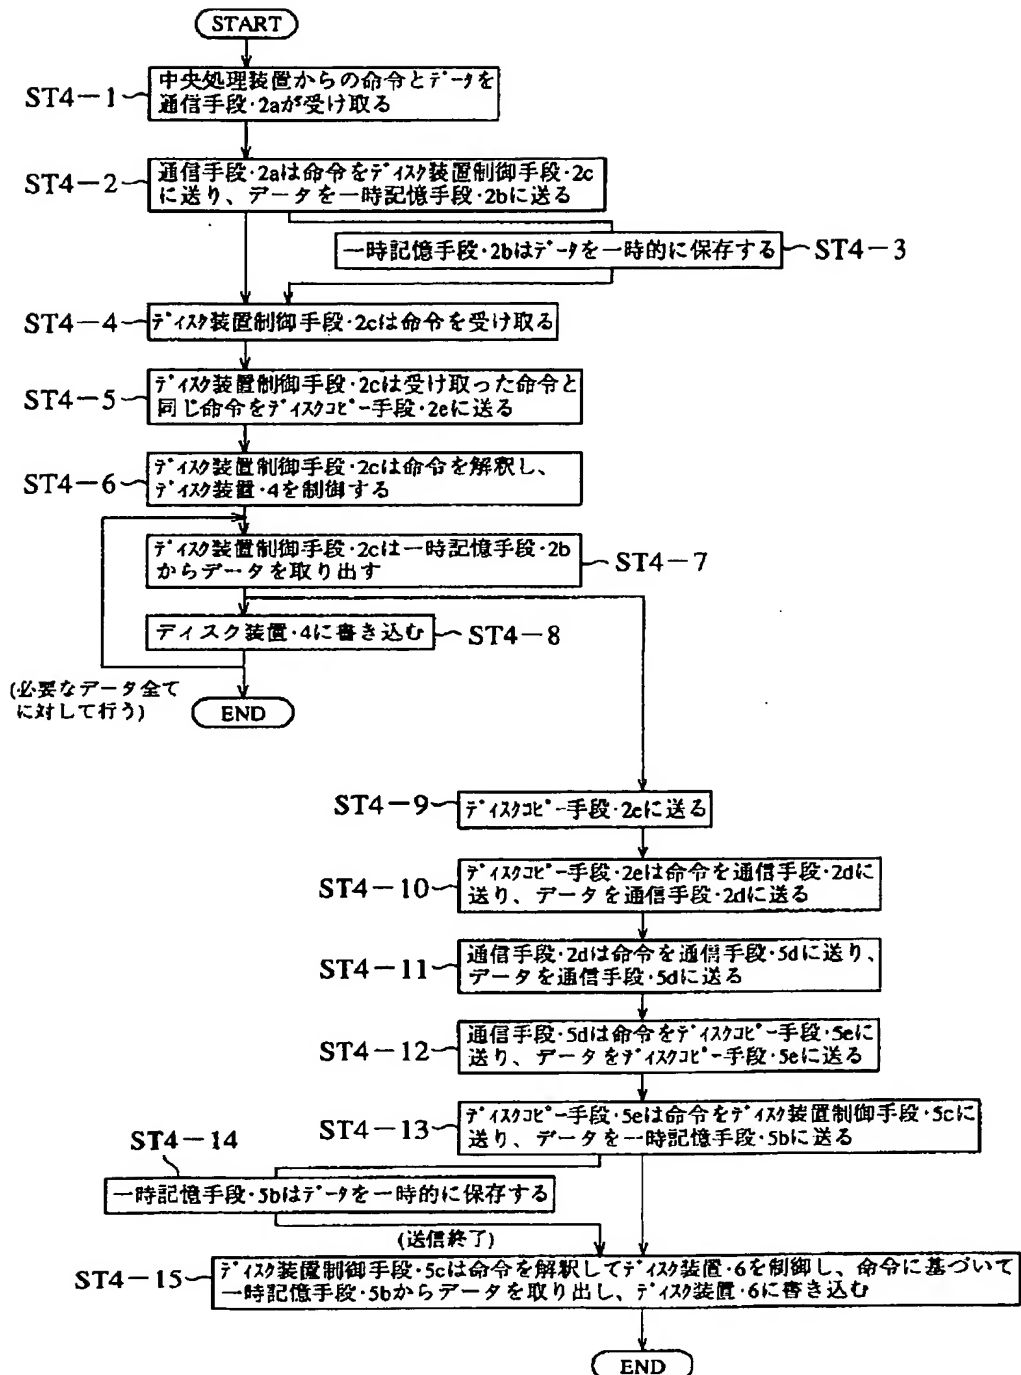 START
ST4-1
中央処理装置からの命令とデータを
通信手段・2aが受け取る
ST4-2
通信手段・2aは命令をディスク装置制御手段・2c
に送り、データを一時記憶手段・2bに送る
一時記憶手段・2bはデータを一時的に保存する
ST4-3
ST4-4
ディスク装置制御手段・2cは命令を受け取る
ST4-5
ディスク装置制御手段・2cは受け取った命令と
同じ命令をディスクコピー手段・2eに送る
ST4-6
ディスク装置制御手段・2cは命令を解釈し、
ディスク装置・4を制御する
ディスク装置制御手段・2cは一時記憶手段・2b
からデータを取り出す
ST4-7
ディスク装置・4に書き込む
ST4-8
(必要なデータ全て
に対して行う)
END
ST4-9
ディスクコピー手段・2eに送る
ST4-10
ディスクコピー手段・2eは命令を通信手段・2dに
送り、データを通信手段・2dに送る
ST4-11
通信手段・2dは命令を通信手段・5dに送り、
データを通信手段・5dに送る
ST4-12
通信手段・5dは命令をディスクコピー手段・5eに
送り、データをディスクコピー手段・5eに送る
ST4-13
ディスクコピー手段・5eは命令をディスク装置制御手段・5cに
送り、データを一時記憶手段・5bに送る
ST4-14
一時記憶手段・5bはデータを一時的に保存する
(送信終了)
ST4-15
ディスク装置制御手段・5cは命令を解釈してディスク装置・6を制御し、命令に基づいて
一時記憶手段・5bからデータを取り出し、ディスク装置・6に書き込む
END